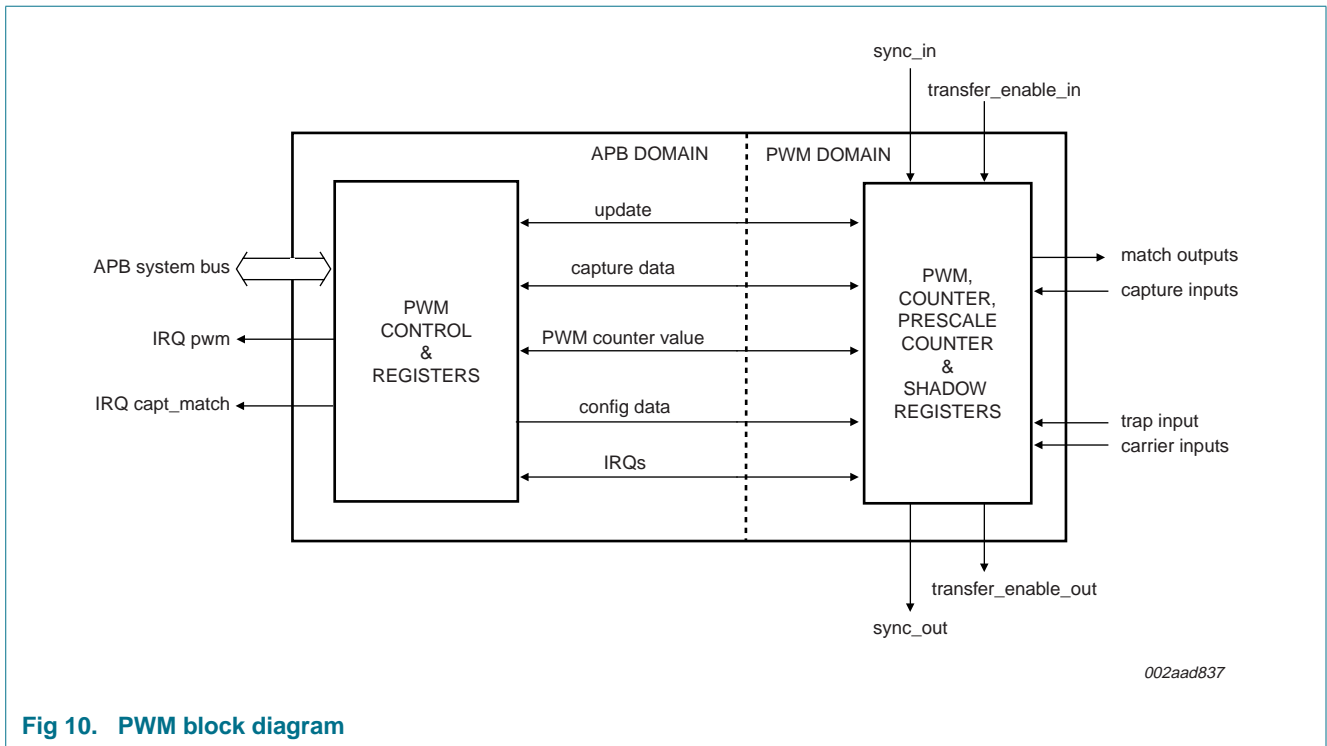 sync_in
transfer_enable_in
APB DOMAIN
PWM DOMAIN
update
capture data
PWM counter value
config data
IRQs
APB system bus
IRQ pwm
IRQ capt_match
PWM
CONTROL
&
REGISTERS
PWM,
COUNTER,
PRESCALE
COUNTER
&
SHADOW
REGISTERS
match outputs
capture inputs
trap input
carrier inputs
transfer_enable_out
sync_out
002aad837
Fig 10. PWM block diagram